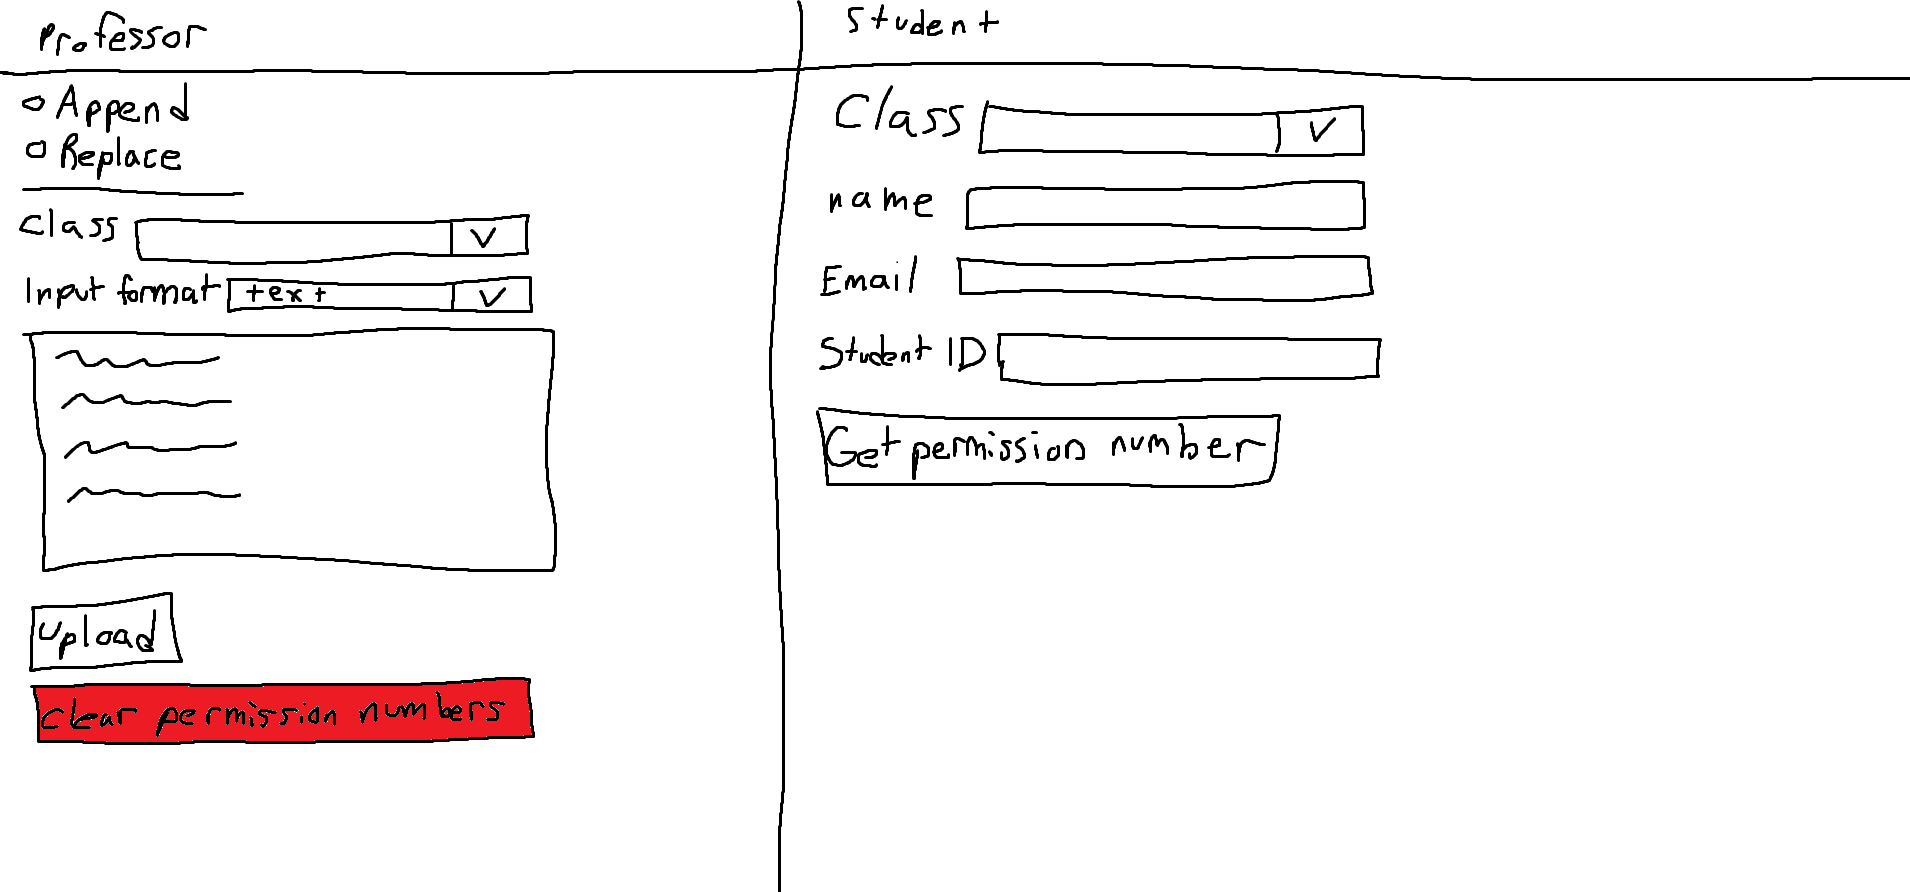 Professor
Append
Replace
Class
Input format text
Upload
Clear permission numbers
Student
Class
name
Email
Student ID
Get permission number